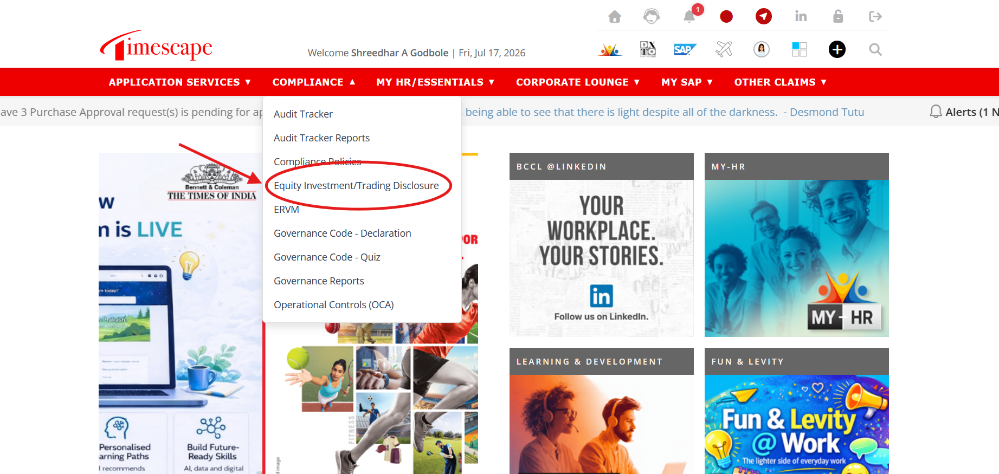 1
Timescape
Welcome Shreedhar A Godbole | Fri, Jul 17, 2026
DX
TO
SAP
APPLICATION SERVICES ▼
COMPLIANCE ▲
MY HR/ESSENTIALS ▼
CORPORATE LOUNGE ▼
MY SAP ▼
OTHER CLAIMS ▼
ave 3 Purchase Approval request(s) is pending for ap
being able to see that there is light despite all of the darkness. - Desmond Tutu
Alerts (1 N
Audit Tracker
Audit Tracker Reports
Compliance Policies
Equity Investment/Trading Disclosure
ERVM
Governance Code - Declaration
Governance Code - Quiz
Governance Reports
Operational Controls (OCA)
Bennett & Coleman
THE TIMES OF INDIA
w
m is LIVE
rn today?
Prakash
Personalised
arning Paths
I recommends
Build Future-
Ready Skills
AI, data and digital
POR
FITNESS
d image
BCCL @LINKEDIN
YOUR
WORKPLACE.
YOUR STORIES.
in
Follow us on LinkedIn.
MY-HR
MY - HR
LEARNING & DEVELOPMENT
FUN & LEVITY
Fun & Levity
@ Work
The lighter side of everyday work